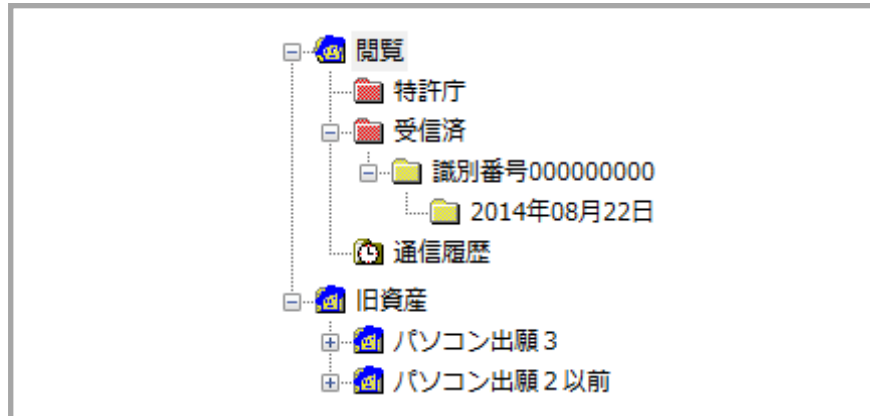 閲覧
特許庁
受信済
識別番号000000000
2014年08月22日
通信履歴
旧資産
パソコン出願３
パソコン出願２以前